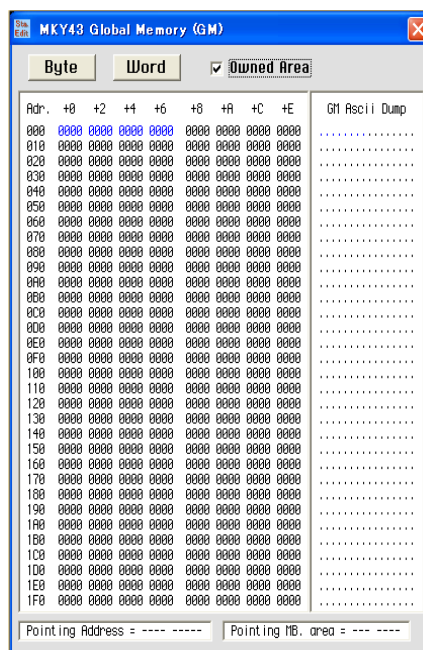 Sta. Edit MKY43 Global Memory (GM)
Byte Word Owned Area
Adr. +0 +2 +4 +6 +8 +A +C +E GM Ascii Dump
000 0000 0000 0000 0000 0000 0000 0000 0000 ................
010 0000 0000 0000 0000 0000 0000 0000 0000 ................
020 0000 0000 0000 0000 0000 0000 0000 0000 ................
030 0000 0000 0000 0000 0000 0000 0000 0000 ................
040 0000 0000 0000 0000 0000 0000 0000 0000 ................
050 0000 0000 0000 0000 0000 0000 0000 0000 ................
060 0000 0000 0000 0000 0000 0000 0000 0000 ................
070 0000 0000 0000 0000 0000 0000 0000 0000 ................
080 0000 0000 0000 0000 0000 0000 0000 0000 ................
090 0000 0000 0000 0000 0000 0000 0000 0000 ................
0A0 0000 0000 0000 0000 0000 0000 0000 0000 ................
0B0 0000 0000 0000 0000 0000 0000 0000 0000 ................
0C0 0000 0000 0000 0000 0000 0000 0000 0000 ................
0D0 0000 0000 0000 0000 0000 0000 0000 0000 ................
0E0 0000 0000 0000 0000 0000 0000 0000 0000 ................
0F0 0000 0000 0000 0000 0000 0000 0000 0000 ................
100 0000 0000 0000 0000 0000 0000 0000 0000 ................
110 0000 0000 0000 0000 0000 0000 0000 0000 ................
120 0000 0000 0000 0000 0000 0000 0000 0000 ................
130 0000 0000 0000 0000 0000 0000 0000 0000 ................
140 0000 0000 0000 0000 0000 0000 0000 0000 ................
150 0000 0000 0000 0000 0000 0000 0000 0000 ................
160 0000 0000 0000 0000 0000 0000 0000 0000 ................
170 0000 0000 0000 0000 0000 0000 0000 0000 ................
180 0000 0000 0000 0000 0000 0000 0000 0000 ................
190 0000 0000 0000 0000 0000 0000 0000 0000 ................
1A0 0000 0000 0000 0000 0000 0000 0000 0000 ................
1B0 0000 0000 0000 0000 0000 0000 0000 0000 ................
1C0 0000 0000 0000 0000 0000 0000 0000 0000 ................
1D0 0000 0000 0000 0000 0000 0000 0000 0000 ................
1E0 0000 0000 0000 0000 0000 0000 0000 0000 ................
1F0 0000 0000 0000 0000 0000 0000 0000 0000 ................
Pointing Address = ---- ----- Pointing MB. area = --- ----